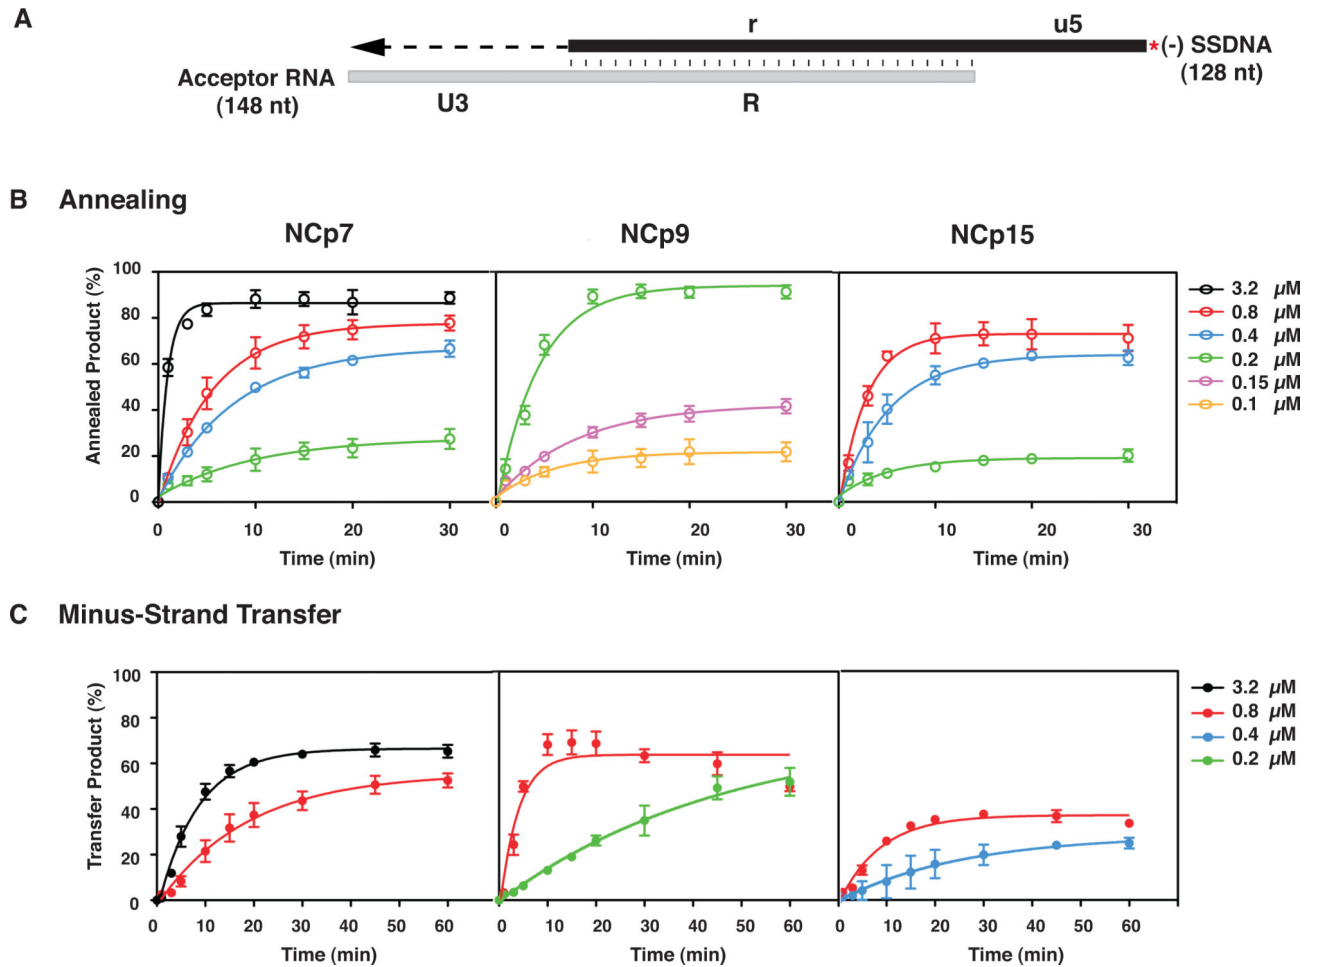 A
r
u5
*(-) SSDNA
(128 nt)
Acceptor RNA
(148 nt)
U3
R
B Annealing
NCp7
NCp9
NCp15
Annealed Product (%)
100
80
60
40
20
0
0 10 20 30
0 10 20 30
0 10 20 30
Time (min)
Time (min)
Time (min)
3.2 µM
0.8 µM
0.4 µM
0.2 µM
0.15 µM
0.1 µM
C Minus-Strand Transfer
Transfer Product (%)
100
80
60
40
20
0
0 10 20 30 40 50 60
0 10 20 30 40 50 60
0 10 20 30 40 50 60
Time (min)
Time (min)
Time (min)
3.2 µM
0.8 µM
0.4 µM
0.2 µM